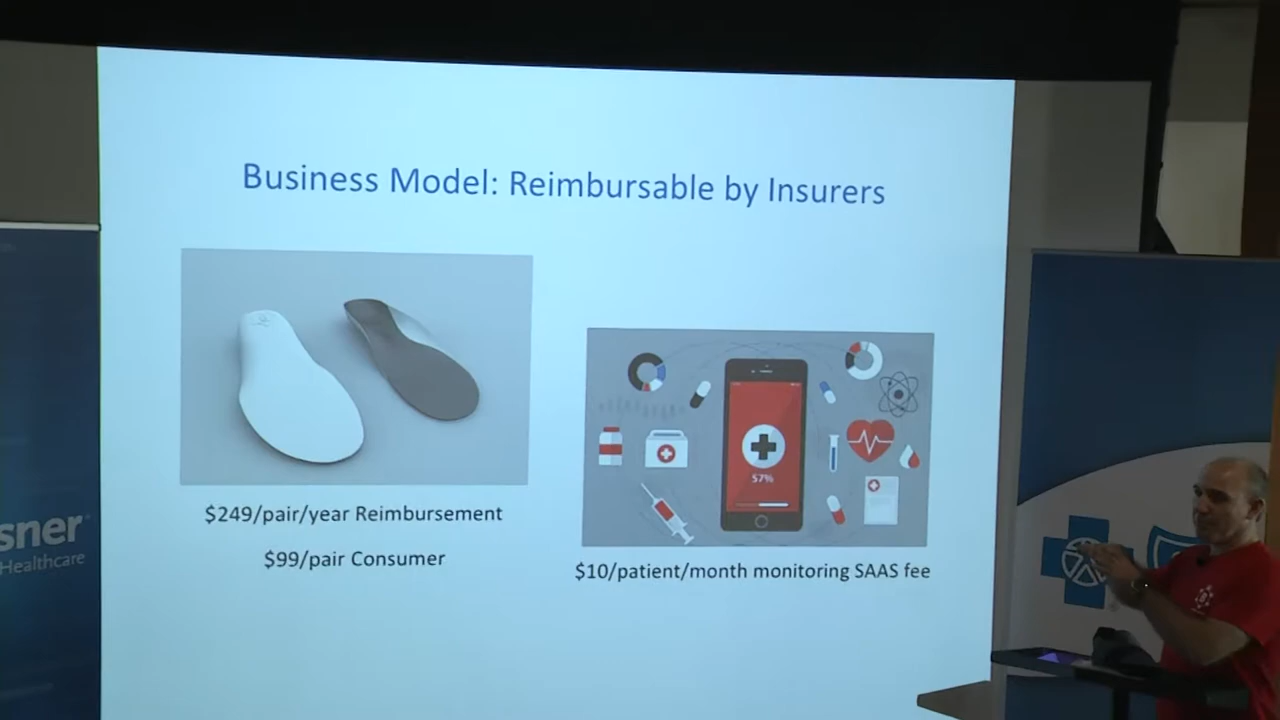 Business Model: Reimbursable by Insurers
57%
$249/pair/year Reimbursement
$99/pair Consumer
$10/patient/month monitoring SAAS fee
sner
Healthcare